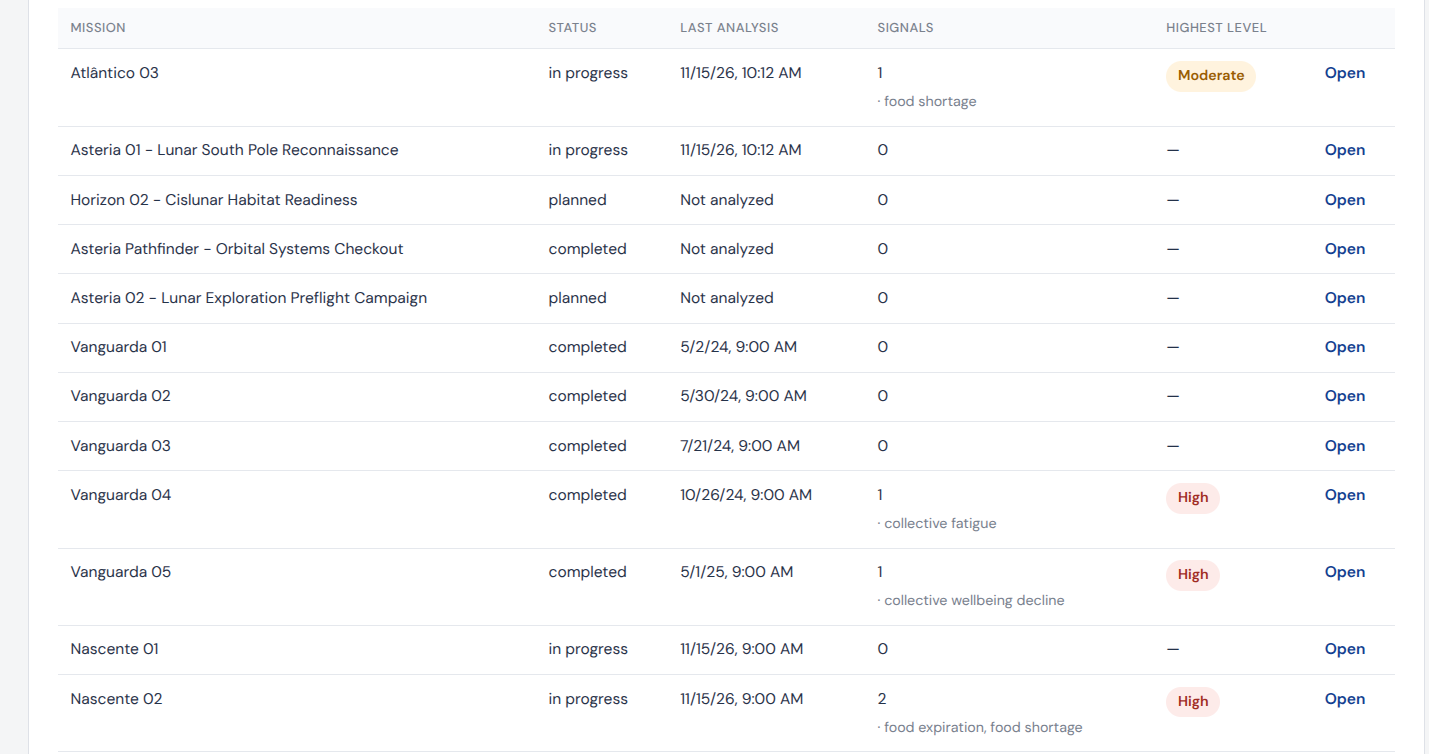 MISSION STATUS LAST ANALYSIS SIGNALS HIGHEST LEVEL
Atlântico 03 in progress 11/15/26, 10:12 AM 1 Moderate Open
· food shortage
Asteria 01 – Lunar South Pole Reconnaissance in progress 11/15/26, 10:12 AM 0 — Open
Horizon 02 – Cislunar Habitat Readiness planned Not analyzed 0 — Open
Asteria Pathfinder – Orbital Systems Checkout completed Not analyzed 0 — Open
Asteria 02 – Lunar Exploration Preflight Campaign planned Not analyzed 0 — Open
Vanguarda 01 completed 5/2/24, 9:00 AM 0 — Open
Vanguarda 02 completed 5/30/24, 9:00 AM 0 — Open
Vanguarda 03 completed 7/21/24, 9:00 AM 0 — Open
Vanguarda 04 completed 10/26/24, 9:00 AM 1 High Open
· collective fatigue
Vanguarda 05 completed 5/1/25, 9:00 AM 1 High Open
· collective wellbeing decline
Nascente 01 in progress 11/15/26, 9:00 AM 0 — Open
Nascente 02 in progress 11/15/26, 9:00 AM 2 High Open
· food expiration, food shortage